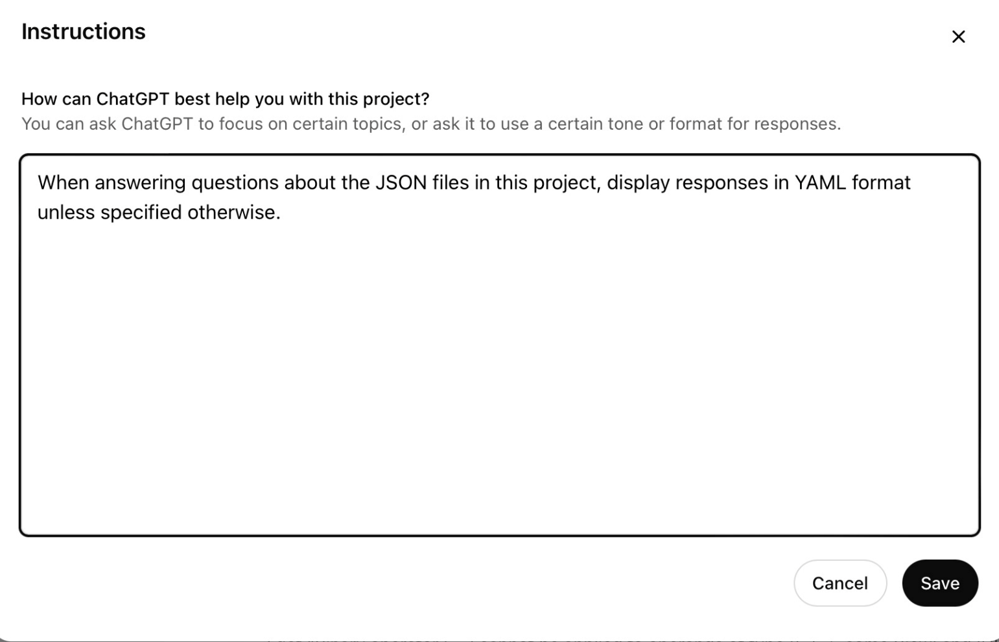 Instructions
How can ChatGPT best help you with this project?
You can ask ChatGPT to focus on certain topics, or ask it to use a certain tone or format for responses.
When answering questions about the JSON files in this project, display responses in YAML format
unless specified otherwise.
Cancel
Save